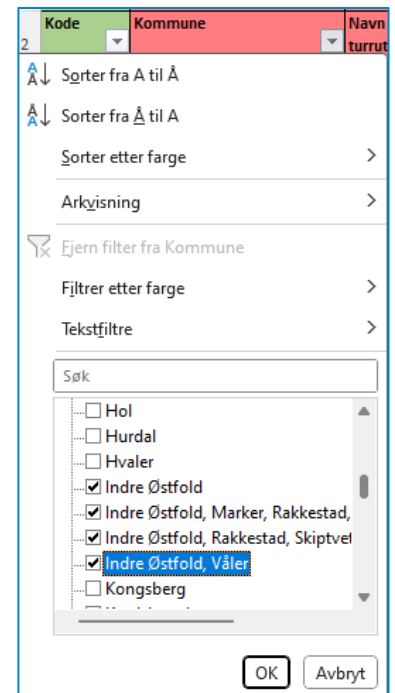 Kode Kommune Navn
2 turrut
Sorter fra A til Å
Sorter fra Å til A
Sorter etter farge
Arkvisning
Fjern filter fra Kommune
Filtrer etter farge
Tekstfiltre
Søk
Hol
Hurdal
Hvaler
Indre Østfold
Indre Østfold, Marker, Rakkestad,
Indre Østfold, Rakkestad, Skiptvet
Indre Østfold, Våler
Kongsberg
OK Avbryt